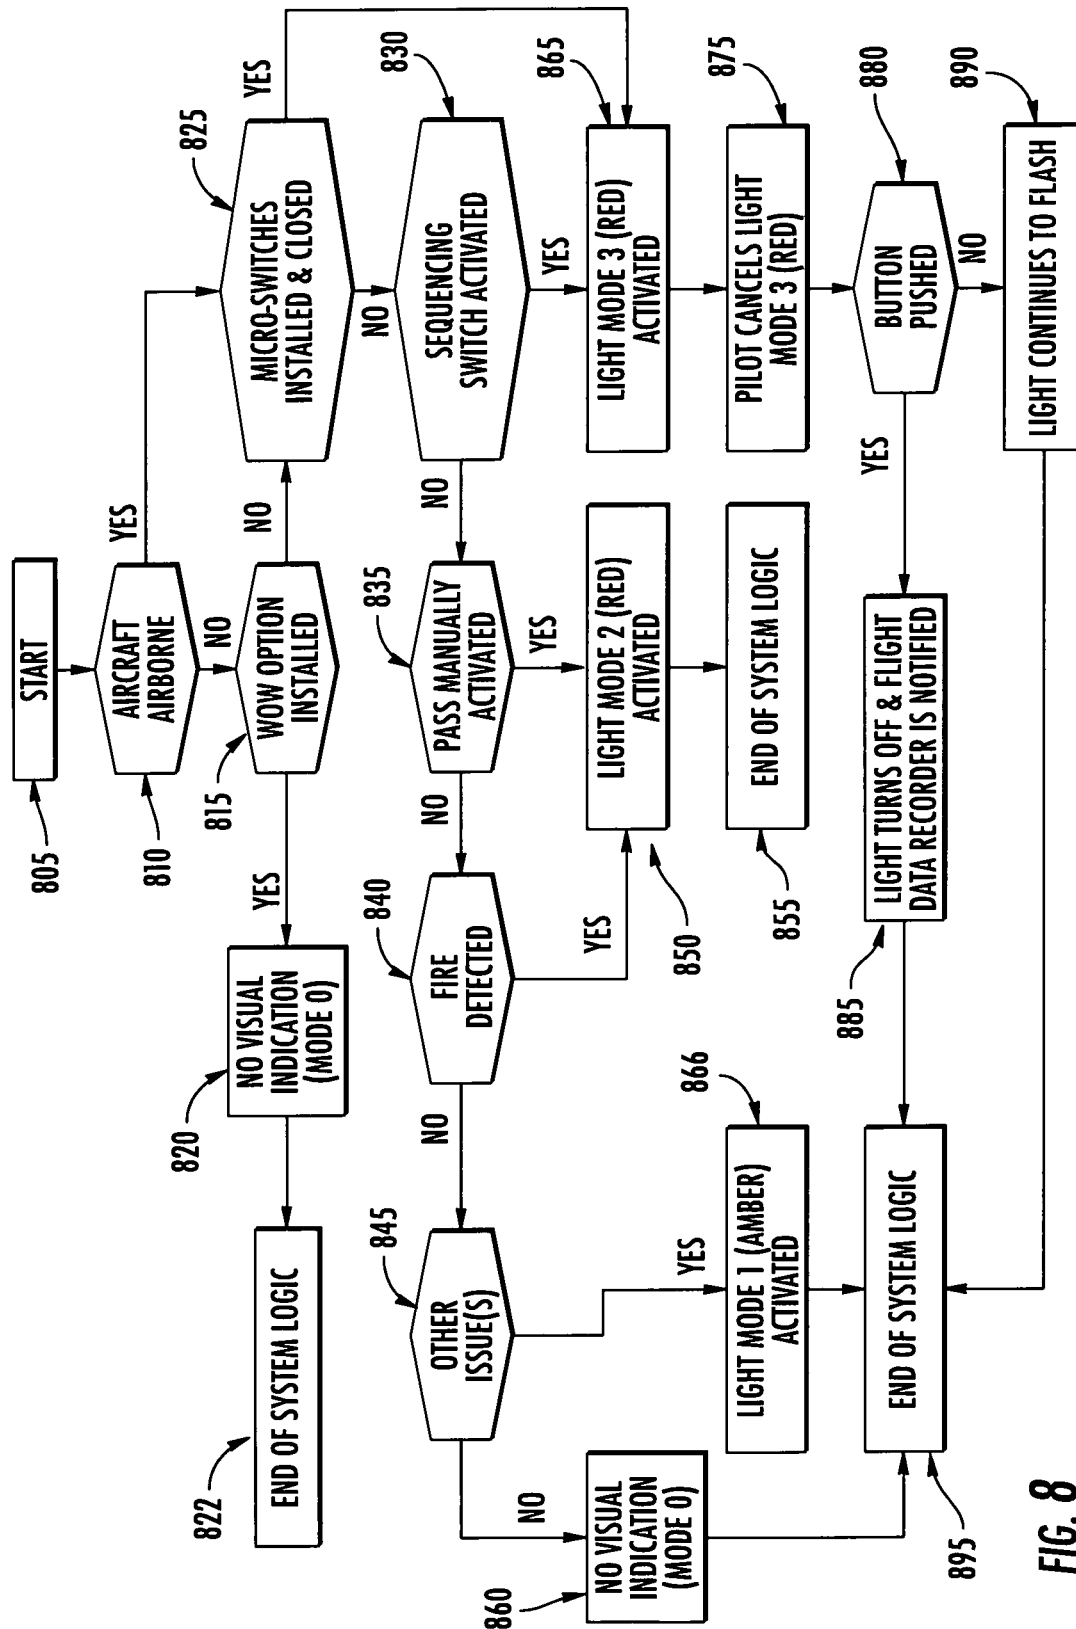 START
805
AIRCRAFT
AIRBORNE
810
YES
NO
WOW OPTION
INSTALLED
815
YES
NO
NO VISUAL
INDICATION
(MODE 0)
820
END OF SYSTEM LOGIC
822
MICRO-SWITCHES
INSTALLED & CLOSED
825
YES
NO
SEQUENCING
SWITCH ACTIVATED
830
NO
YES
PASS MANUALLY
ACTIVATED
835
NO
YES
FIRE
DETECTED
840
NO
YES
OTHER
ISSUE(S)
845
NO
YES
NO VISUAL
INDICATION
(MODE 0)
860
LIGHT MODE 2 (RED)
ACTIVATED
850
LIGHT MODE 3 (RED)
ACTIVATED
865
LIGHT MODE 1 (AMBER)
ACTIVATED
866
END OF SYSTEM LOGIC
855
PILOT CANCELS LIGHT
MODE 3 (RED)
875
BUTTON
PUSHED
880
YES
NO
LIGHT TURNS OFF & FLIGHT
DATA RECORDER IS NOTIFIED
885
END OF SYSTEM LOGIC
895
LIGHT CONTINUES TO FLASH
890
FIG. 8